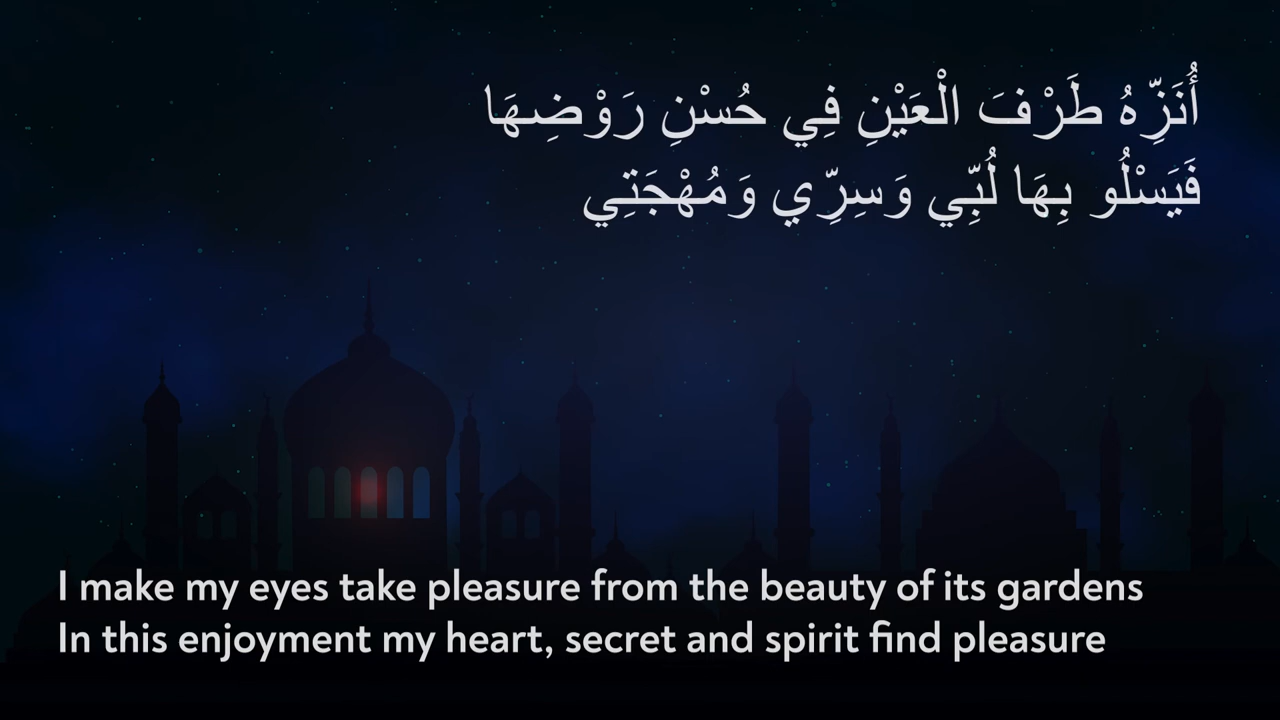 أُنَزِّهُ طَرْفَ الْعَيْنِ فِي حُسْنِ رَوْضِهَا
فَيَسْلُو بِهَا لُبِّي وَسِرِّي وَمُهْجَتِي
I make my eyes take pleasure from the beauty of its gardens
In this enjoyment my heart, secret and spirit find pleasure